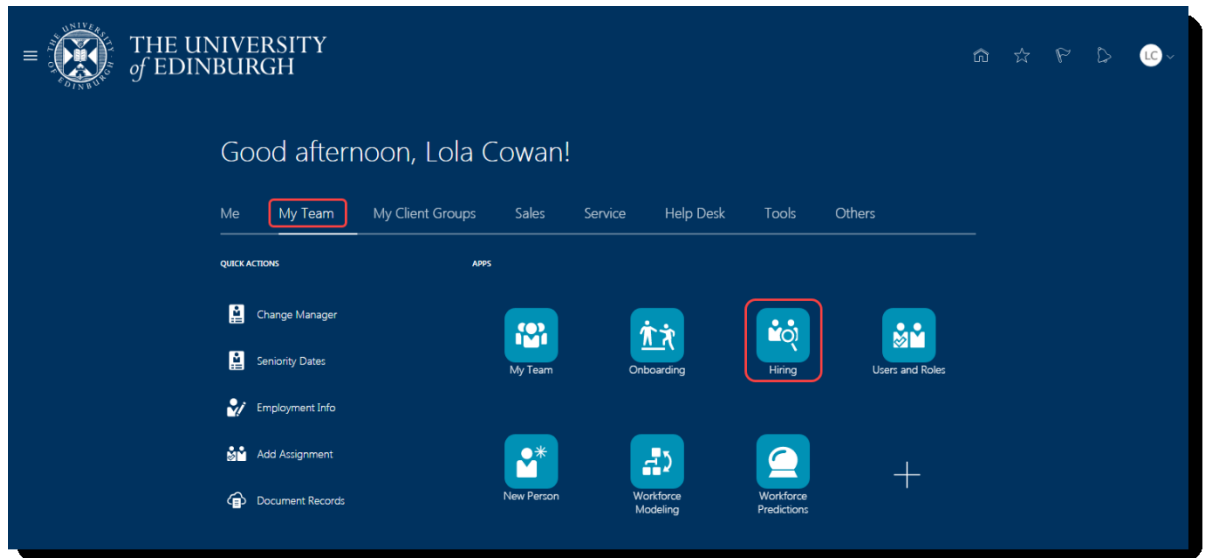 THE UNIVERSITY
of EDINBURGH
LC
Good afternoon, Lola Cowan!
Me My Team My Client Groups Sales Service Help Desk Tools Others
QUICK ACTIONS
APPS
Change Manager
Seniority Dates
Employment Info
Add Assignment
Document Records
My Team
Onboarding
Hiring
Users and Roles
New Person
Workforce
Modeling
Workforce
Predictions